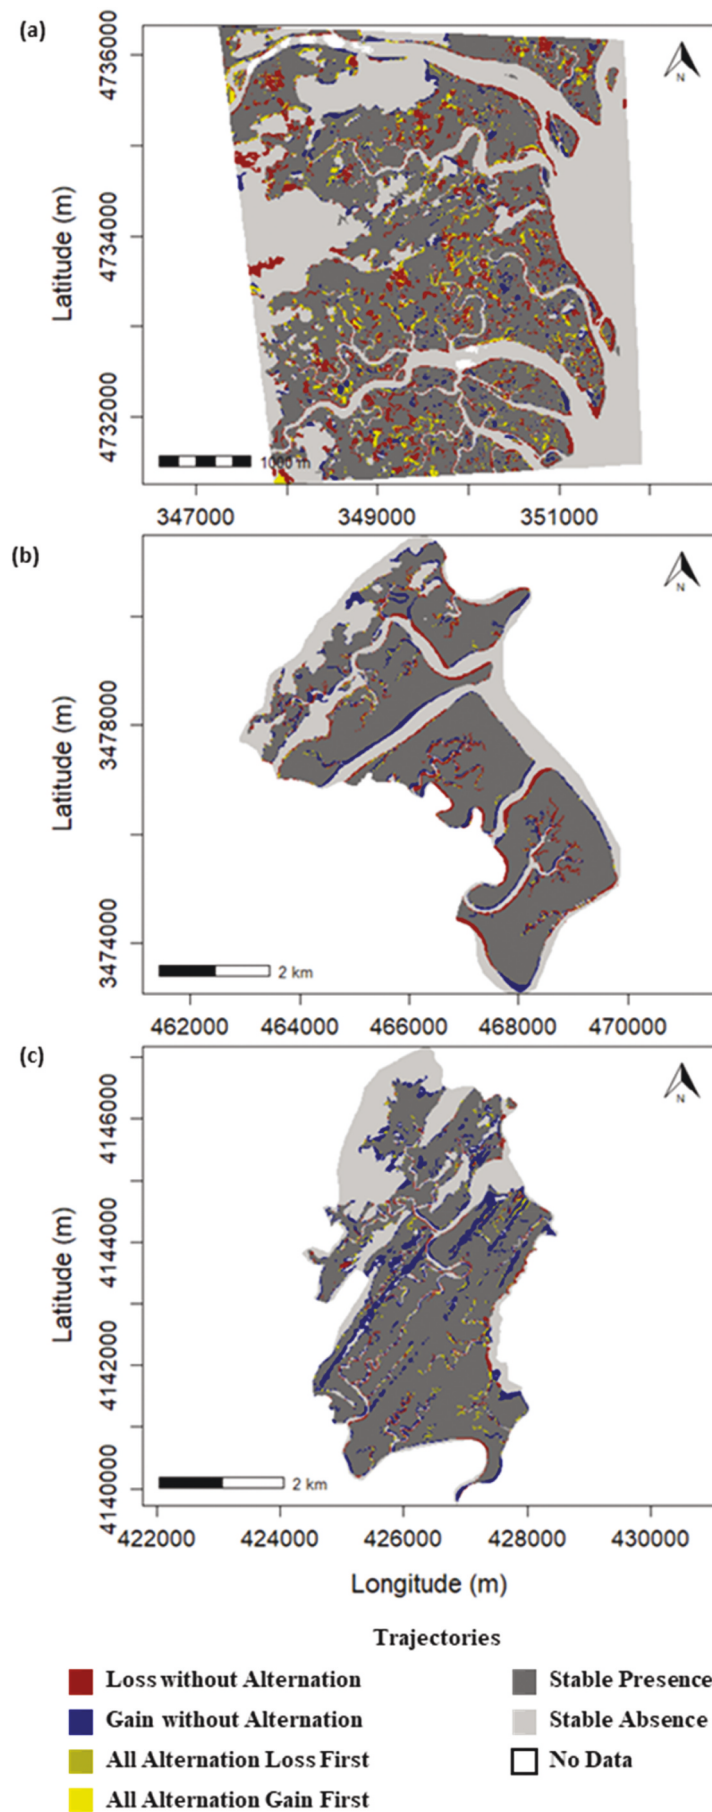 (a)
N
Latitude (m)
4736000
4734000
4732000
1000 m
347000 349000 351000
(b)
N
Latitude (m)
3478000
3474000
2 km
462000 464000 466000 468000 470000
(c)
N
Latitude (m)
4146000
4144000
4142000
4140000
2 km
422000 424000 426000 428000 430000
Longitude (m)
Trajectories
Loss without Alternation Stable Presence
Gain without Alternation Stable Absence
All Alternation Loss First No Data
All Alternation Gain First